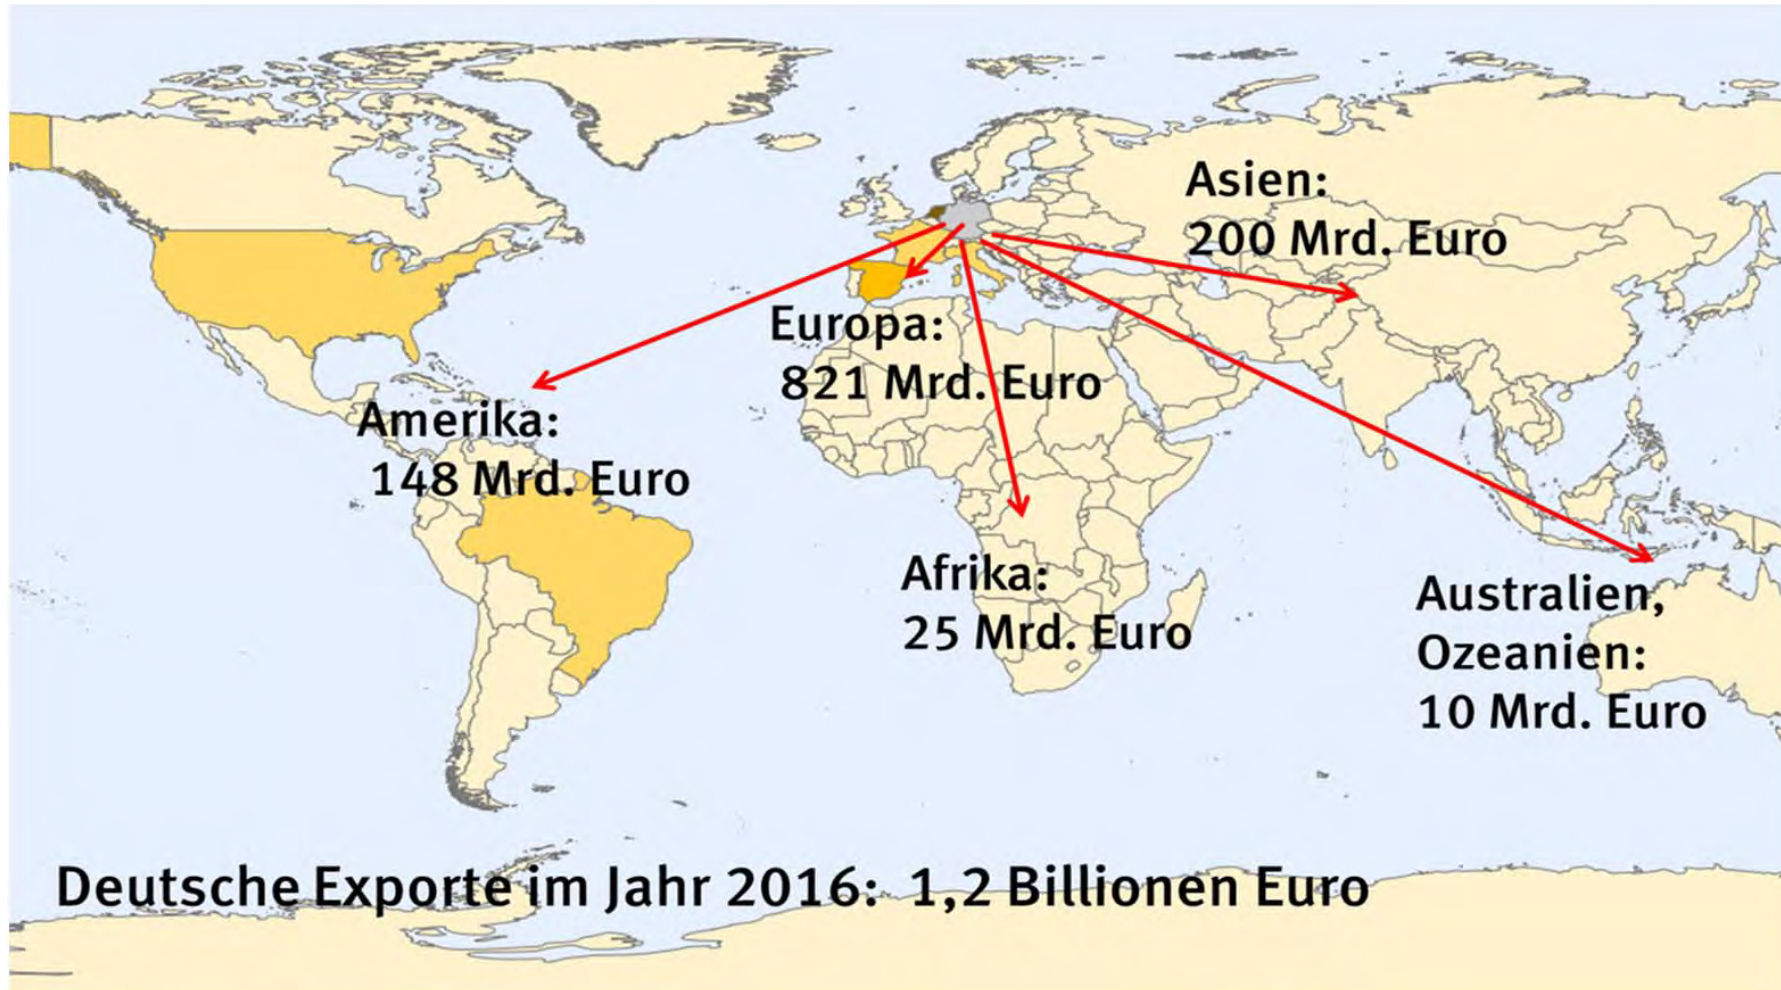 Asien:
200 Mrd. Euro
Europa:
821 Mrd. Euro
Amerika:
148 Mrd. Euro
Afrika:
25 Mrd. Euro
Australien,
Ozeanien:
10 Mrd. Euro
Deutsche Exporte im Jahr 2016: 1,2 Billionen Euro